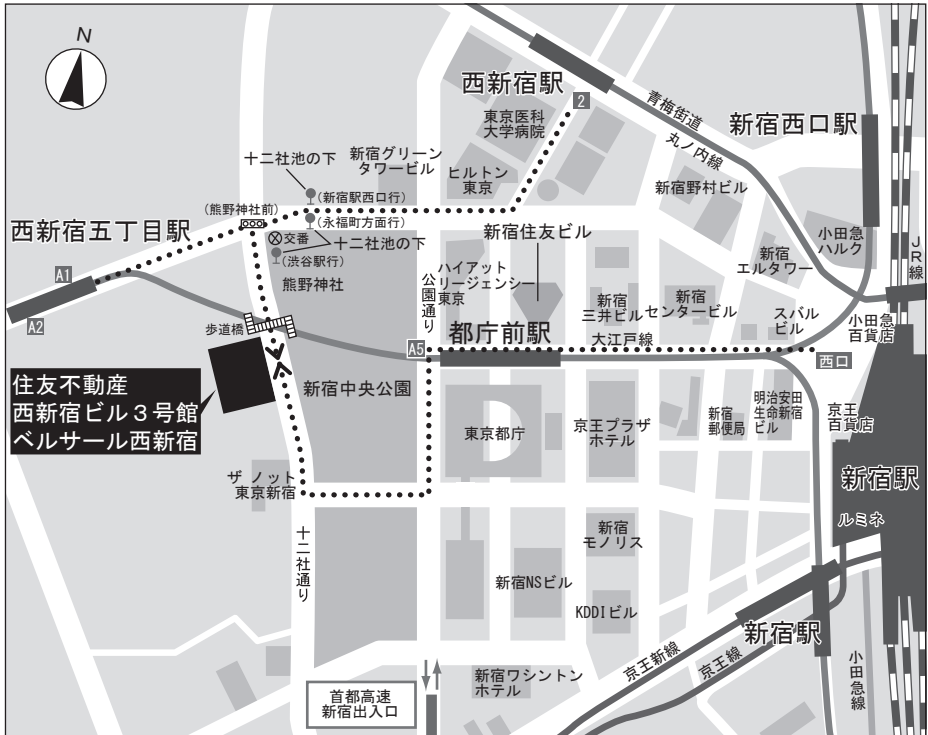 N
西新宿駅
2
青梅街道
丸ノ内線
新宿西口駅
東京医科
大学病院
十二社池の下
新宿グリーン
タワービル
ヒルトン
東京
新宿野村ビル
(新宿駅西口行)
(熊野神社前)
(永福町方面行)
西新宿五丁目駅
交番
十二社池の下
(渋谷駅行)
新宿住友ビル
小田急
ハルク
JR線
新宿
エルタワー
A1
A2
熊野神社
公園通り
ハイアット
リージェンシー
東京
新宿
三井ビル
新宿
センタービル
スバル
ビル
小田急
百貨店
歩道橋
A5
都庁前駅
大江戸線
西口
住友不動産
西新宿ビル3号館
ベルサール西新宿
新宿中央公園
東京都庁
京王プラザ
ホテル
新宿
郵便局
明治安田
生命新宿
ビル
京王
百貨店
ザ ノット
東京新宿
新宿駅
ルミネ
十二社通り
新宿
モノリス
新宿NSビル
KDDIビル
新宿駅
新宿ワシントン
ホテル
京王新線
京王線
小田急線
首都高速
新宿出入口